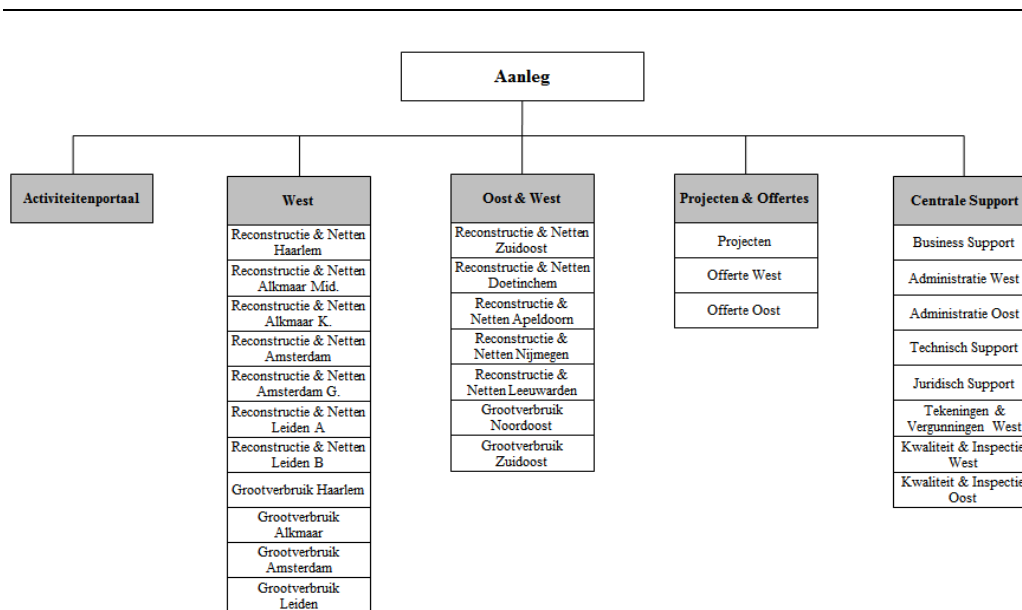 Aanleg
Activiteitenportaal
West
Reconstructie & Netten
Haarlem
Reconstructie & Netten
Alkmaar Mid.
Reconstructie & Netten
Alkmaar K.
Reconstructie & Netten
Amsterdam
Reconstructie & Netten
Amsterdam G.
Reconstructie & Netten
Leiden A
Reconstructie & Netten
Leiden B
Grootverbruik Haarlem
Grootverbruik
Alkmaar
Grootverbruik
Amsterdam
Grootverbruik
Leiden
Oost & West
Reconstructie & Netten
Zuidoost
Reconstructie & Netten
Doetinchem
Reconstructie &
Netten Apeldoorn
Reconstructie &
Netten Nijmegen
Reconstructie &
Netten Leeuwarden
Grootverbruik
Noordoost
Grootverbruik
Zuidoost
Projecten & Offertes
Projecten
Offerte West
Offerte Oost
Centrale Support
Business Support
Administratie West
Administratie Oost
Technisch Support
Juridisch Support
Tekeningen &
Vergunningen West
Kwaliteit & Inspectie
West
Kwaliteit & Inspectie
Oost